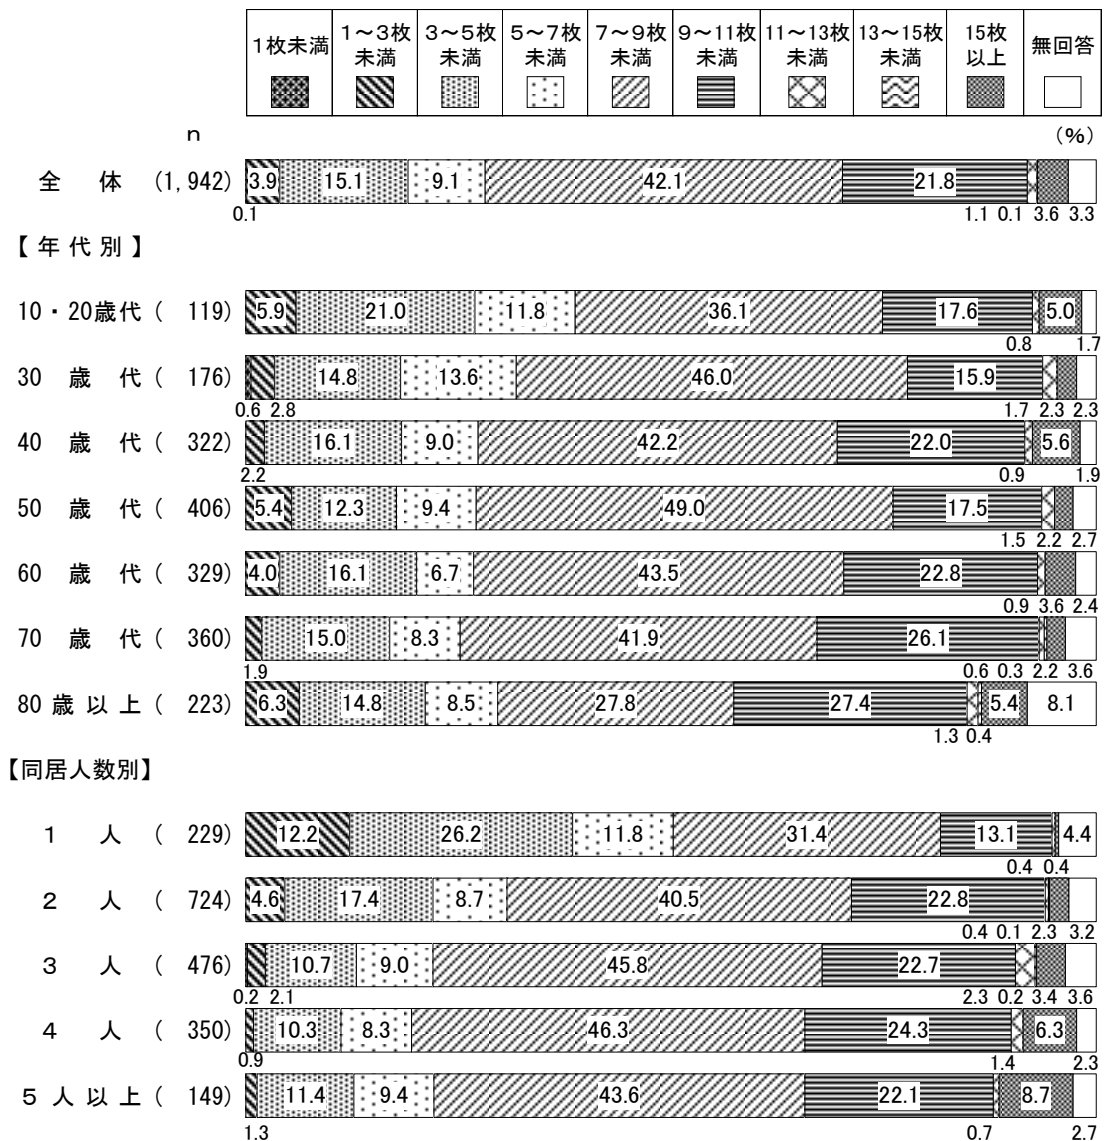 1枚未満 1～3枚未満 3～5枚未満 5～7枚未満 7～9枚未満 9～11枚未満 11～13枚未満 13～15枚未満 15枚以上 無回答
n (%)
全体 (1,942) 3.9 15.1 9.1 42.1 21.8
0.1 1.1 0.1 3.6 3.3
【年代別】
10・20歳代 ( 119) 5.9 21.0 11.8 36.1 17.6 5.0
0.8 1.7
30歳代 ( 176) 14.8 13.6 46.0 15.9
0.6 2.8 1.7 2.3 2.3
40歳代 ( 322) 16.1 9.0 42.2 22.0 5.6
2.2 0.9 1.9
50歳代 ( 406) 5.4 12.3 9.4 49.0 17.5
1.5 2.2 2.7
60歳代 ( 329) 4.0 16.1 6.7 43.5 22.8
0.9 3.6 2.4
70歳代 ( 360) 15.0 8.3 41.9 26.1
1.9 0.6 0.3 2.2 3.6
80歳以上 ( 223) 6.3 14.8 8.5 27.8 27.4 5.4 8.1
1.3 0.4
【同居人数別】
1人 ( 229) 12.2 26.2 11.8 31.4 13.1 4.4
0.4 0.4
2人 ( 724) 4.6 17.4 8.7 40.5 22.8
0.4 0.1 2.3 3.2
3人 ( 476) 10.7 9.0 45.8 22.7
0.2 2.1 2.3 0.2 3.4 3.6
4人 ( 350) 10.3 8.3 46.3 24.3 6.3
0.9 1.4 2.3
5人以上 ( 149) 11.4 9.4 43.6 22.1 8.7
1.3 0.7 2.7